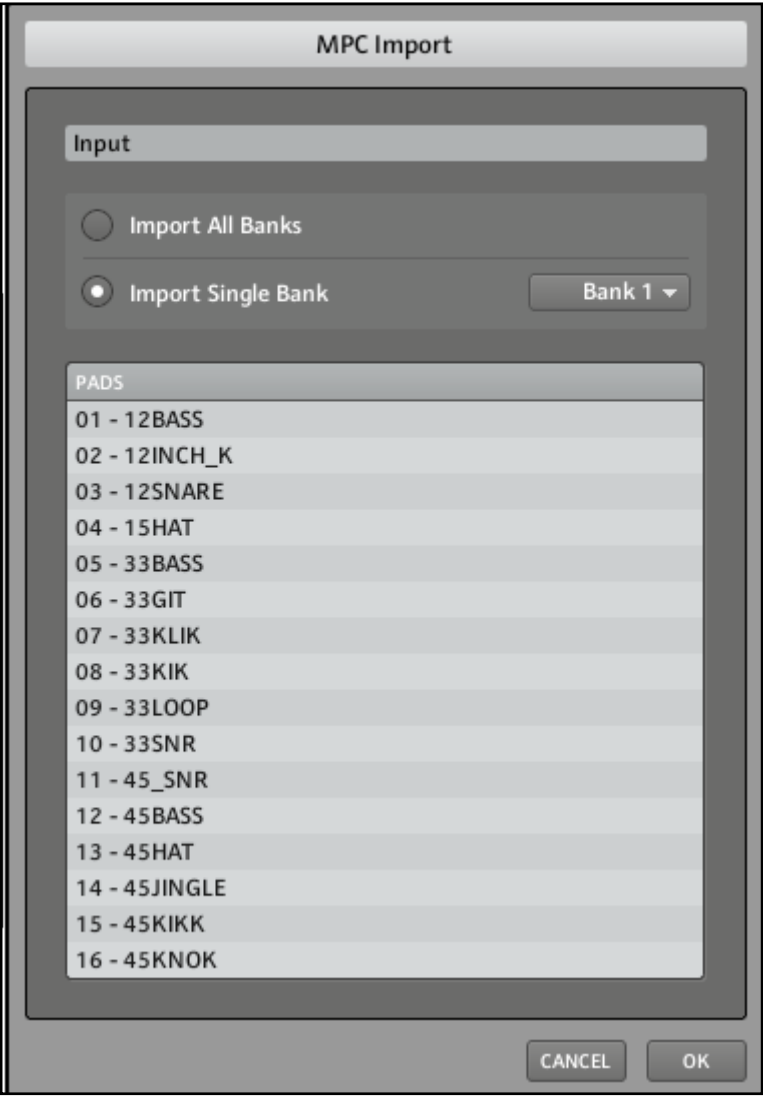 MPC Import
Input
Import All Banks
Import Single Bank Bank 1
PADS
01 - 12BASS
02 - 12INCH_K
03 - 12SNARE
04 - 15HAT
05 - 33BASS
06 - 33GIT
07 - 33KLIK
08 - 33KIK
09 - 33LOOP
10 - 33SNR
11 - 45_SNR
12 - 45BASS
13 - 45HAT
14 - 45JINGLE
15 - 45KIKK
16 - 45KNOK
CANCEL OK